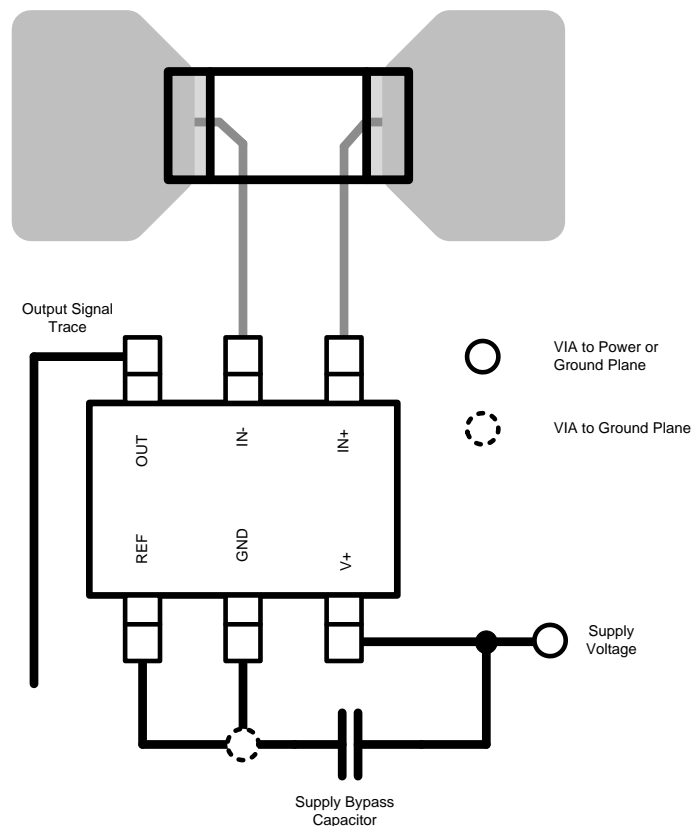 Output Signal
Trace
VIA to Power or
Ground Plane
VIA to Ground Plane
OUT
IN-
IN+
REF
GND
V+
Supply
Voltage
Supply Bypass
Capacitor